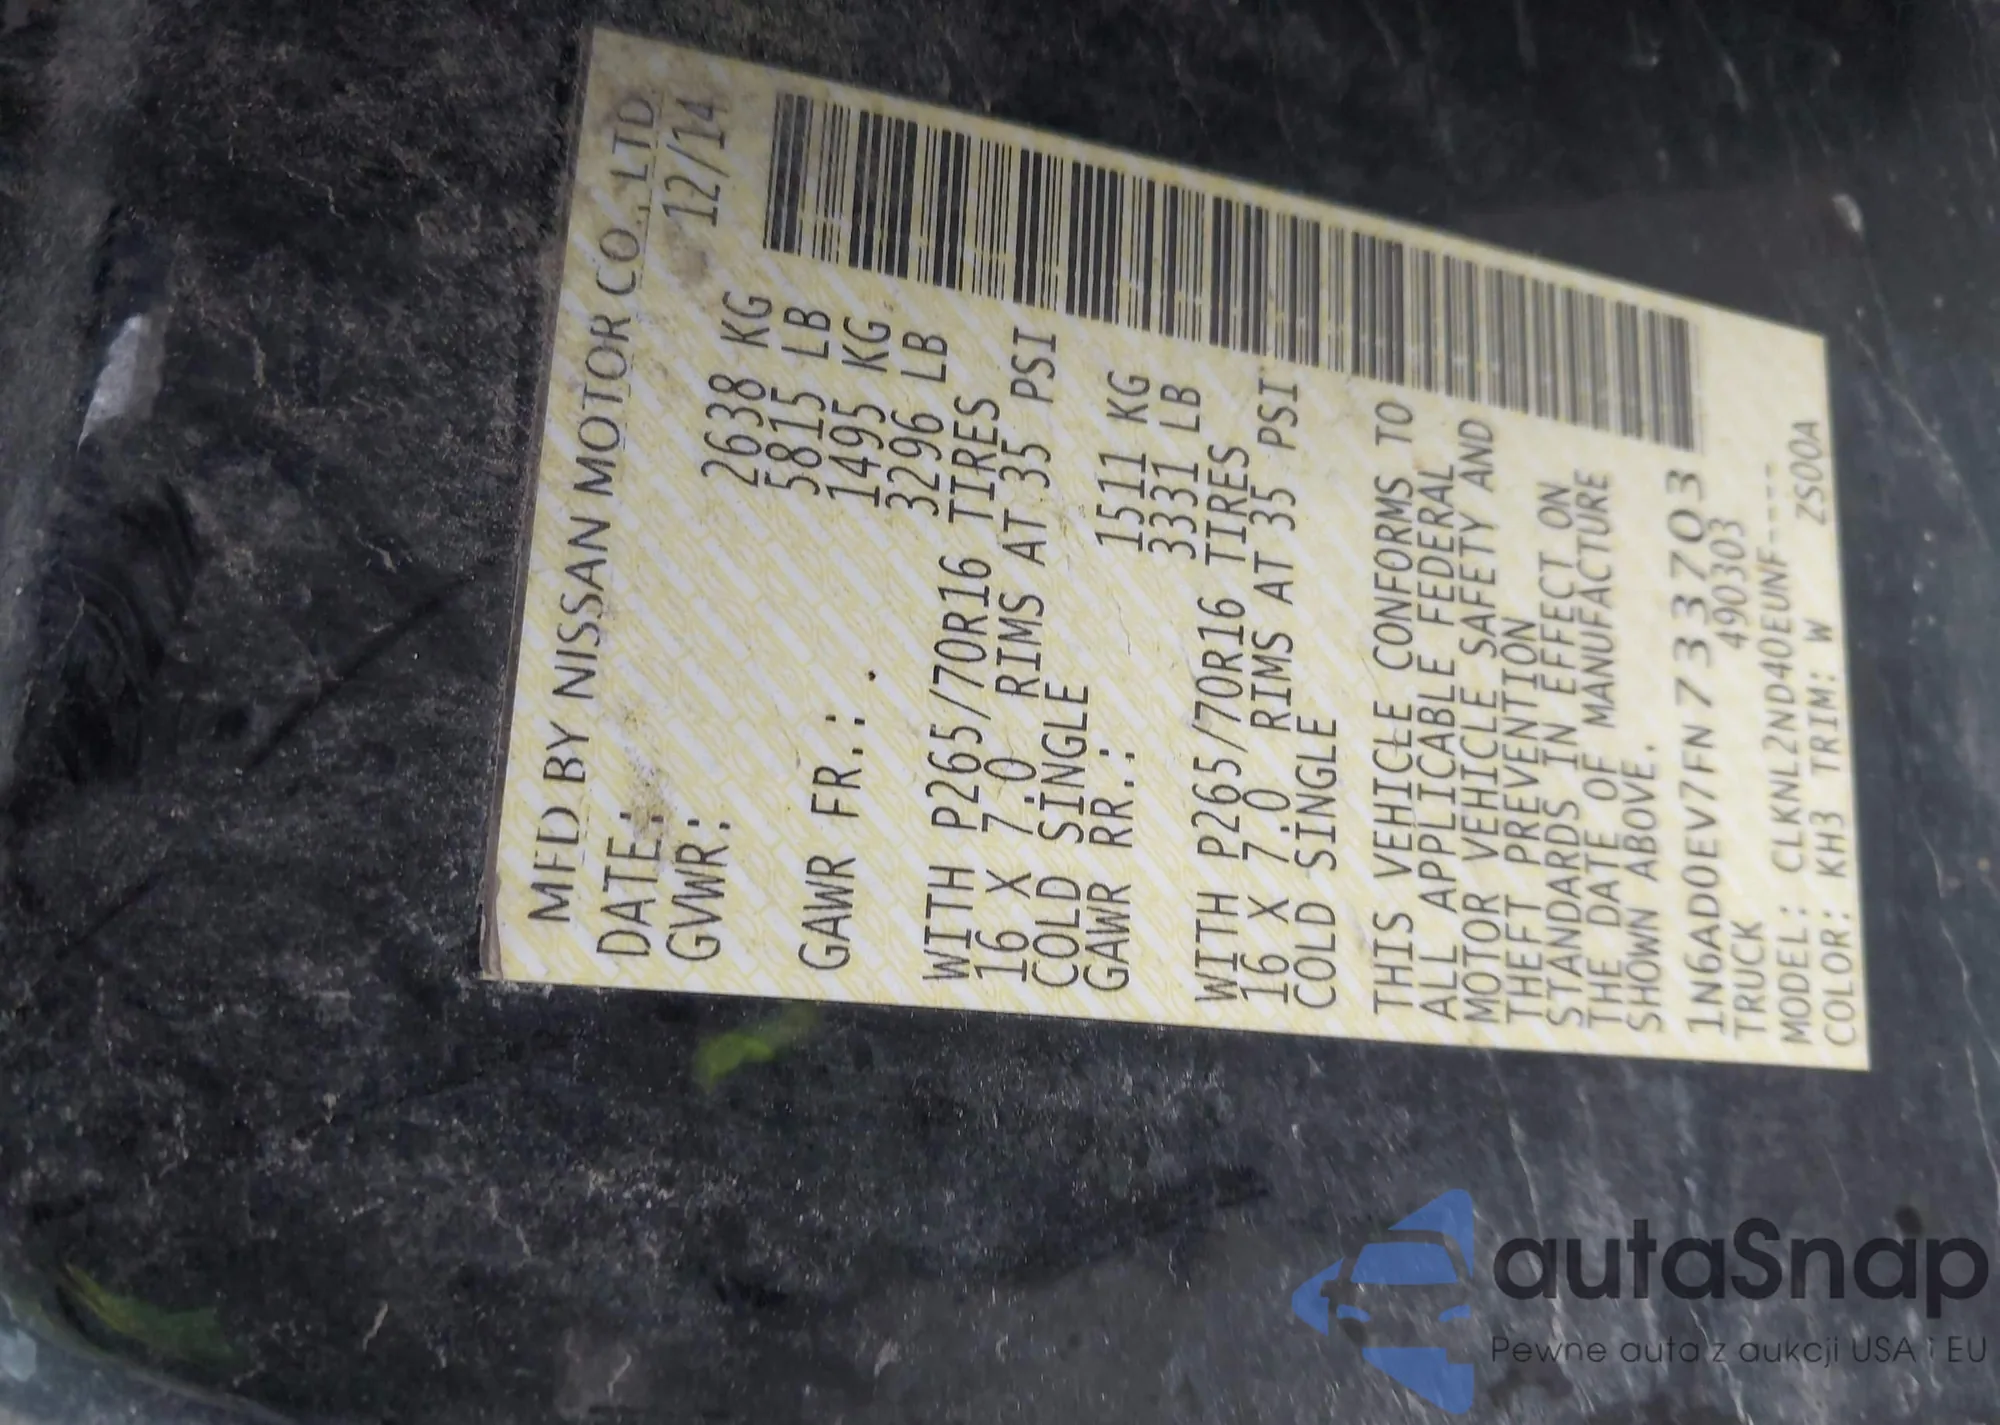 MFD BY NISSAN MOTOR CO., LTD.
DATE: 12/14
GVWR: 2638 KG
5815 LB
GAWR FR.: 1495 KG
3296 LB
WITH P265/70R16 TIRES
16 X 7.0 RIMS AT 35 PSI
COLD SINGLE
GAWR RR.: 1511 KG
3331 LB
WITH P265/70R16 TIRES
16 X 7.0 RIMS AT 35 PSI
COLD SINGLE
THIS VEHICLE CONFORMS TO
ALL APPLICABLE FEDERAL
MOTOR VEHICLE SAFETY AND
THEFT PREVENTION
STANDARDS IN EFFECT ON
THE DATE OF MANUFACTURE
SHOWN ABOVE.
1N6AD0EV7FN733703
TRUCK 490303
MODEL: CLKNL2ND40EUNF-----
COLOR: KH3 TRIM: W ZS00A
autaSnap
Pewne auta z aukcji USA i EU